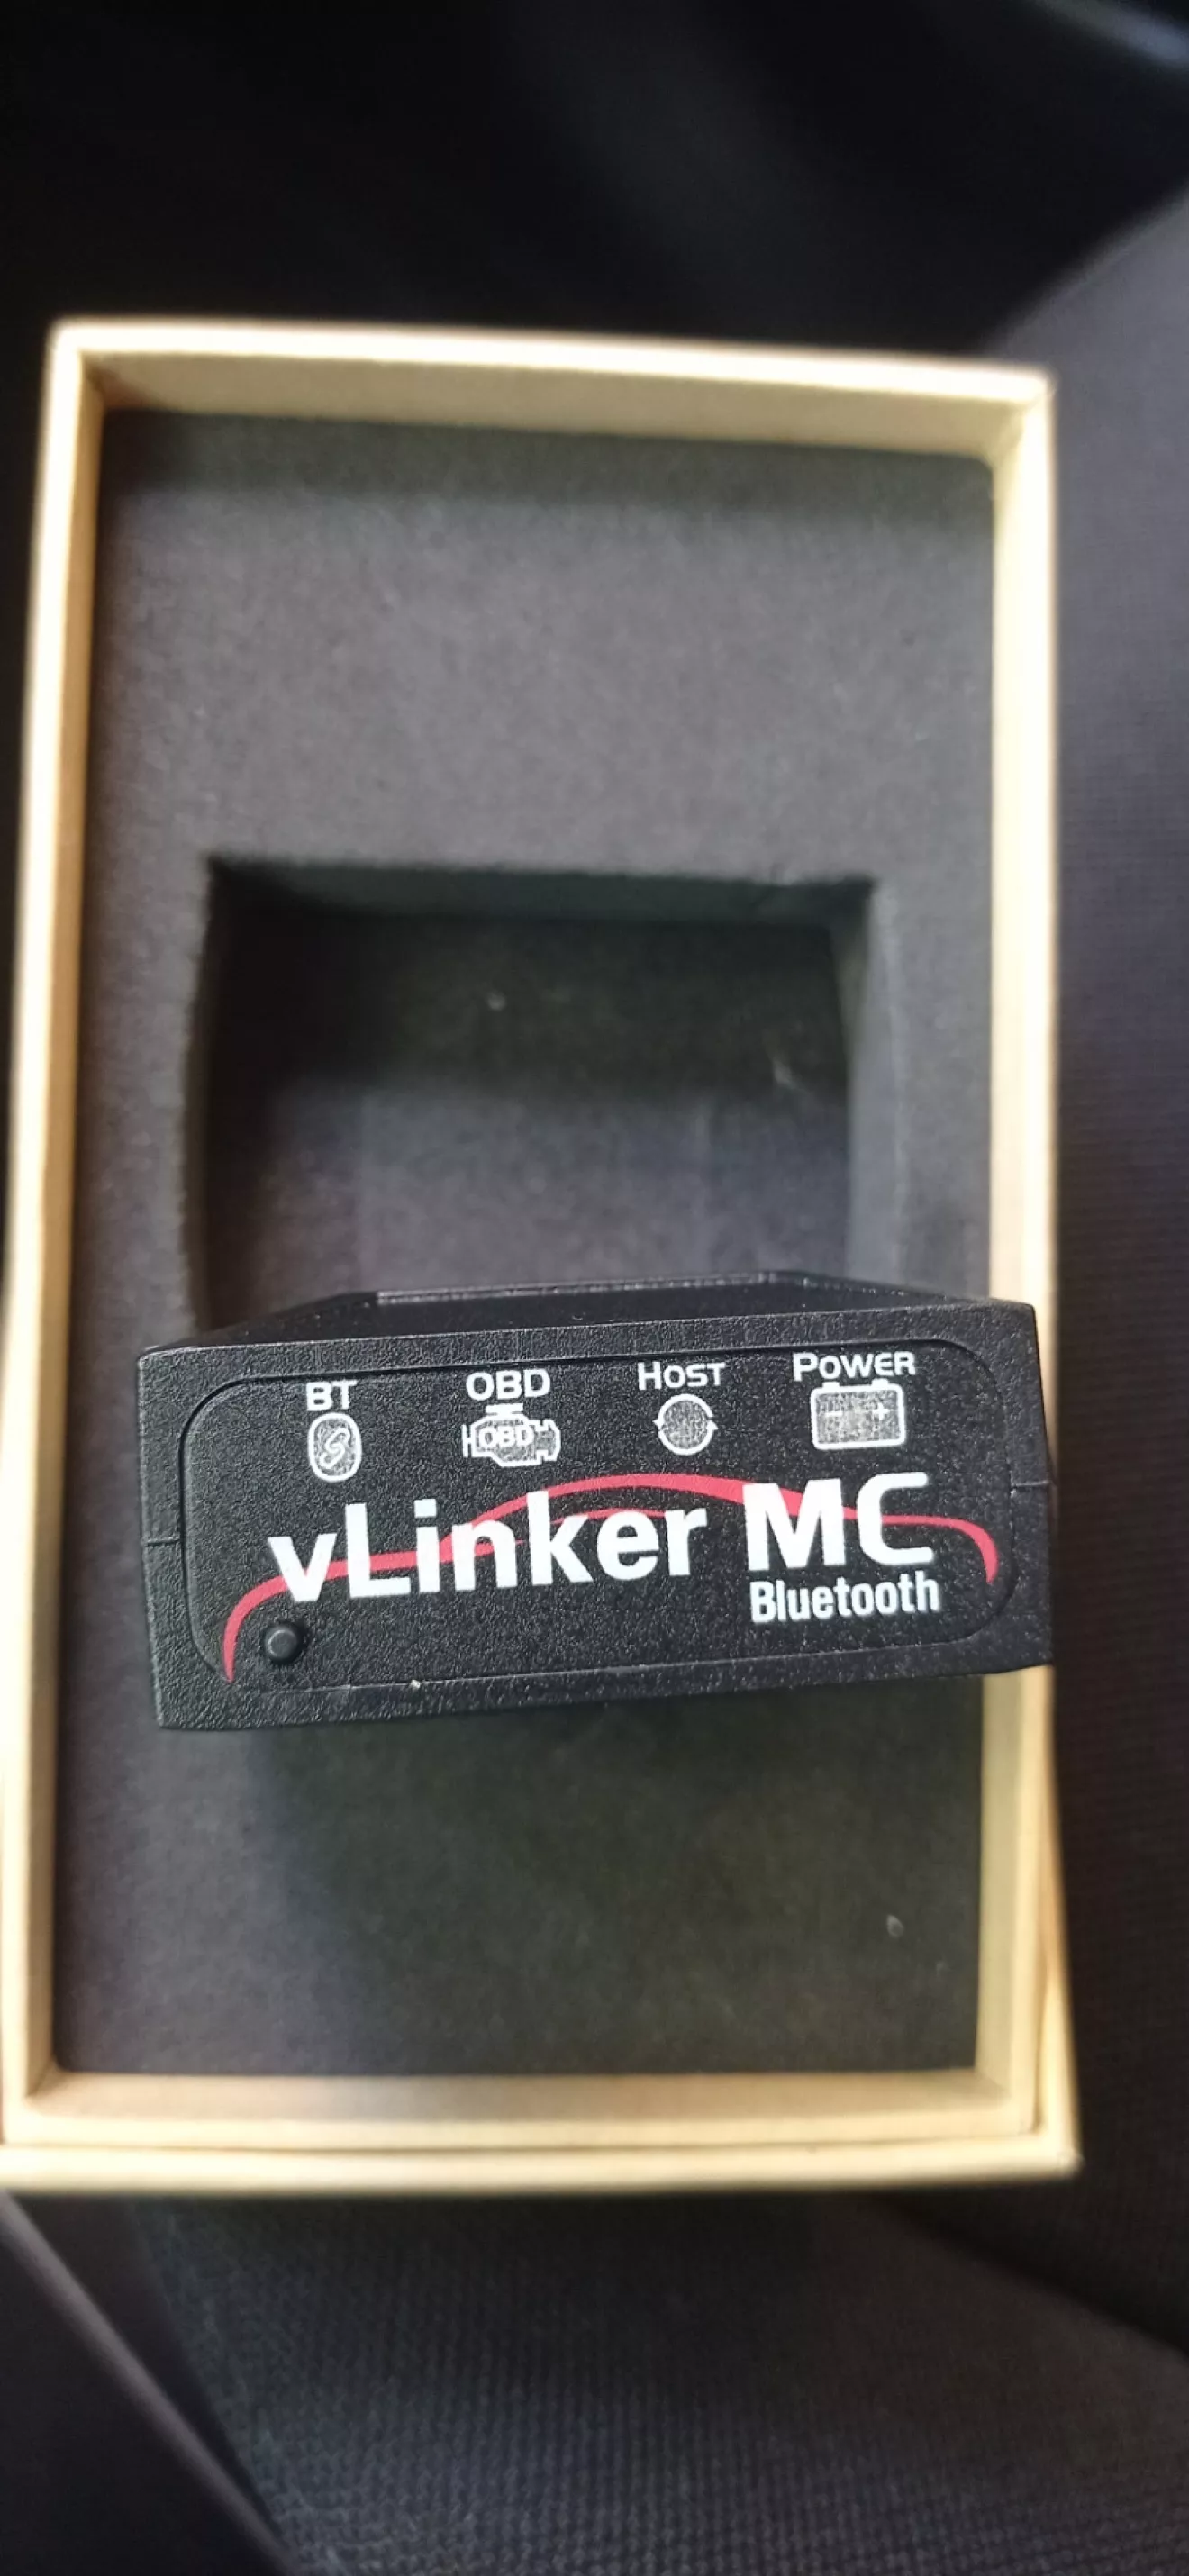 BT OBD HOST POWER
OBD - +
vLinker MC
Bluetooth